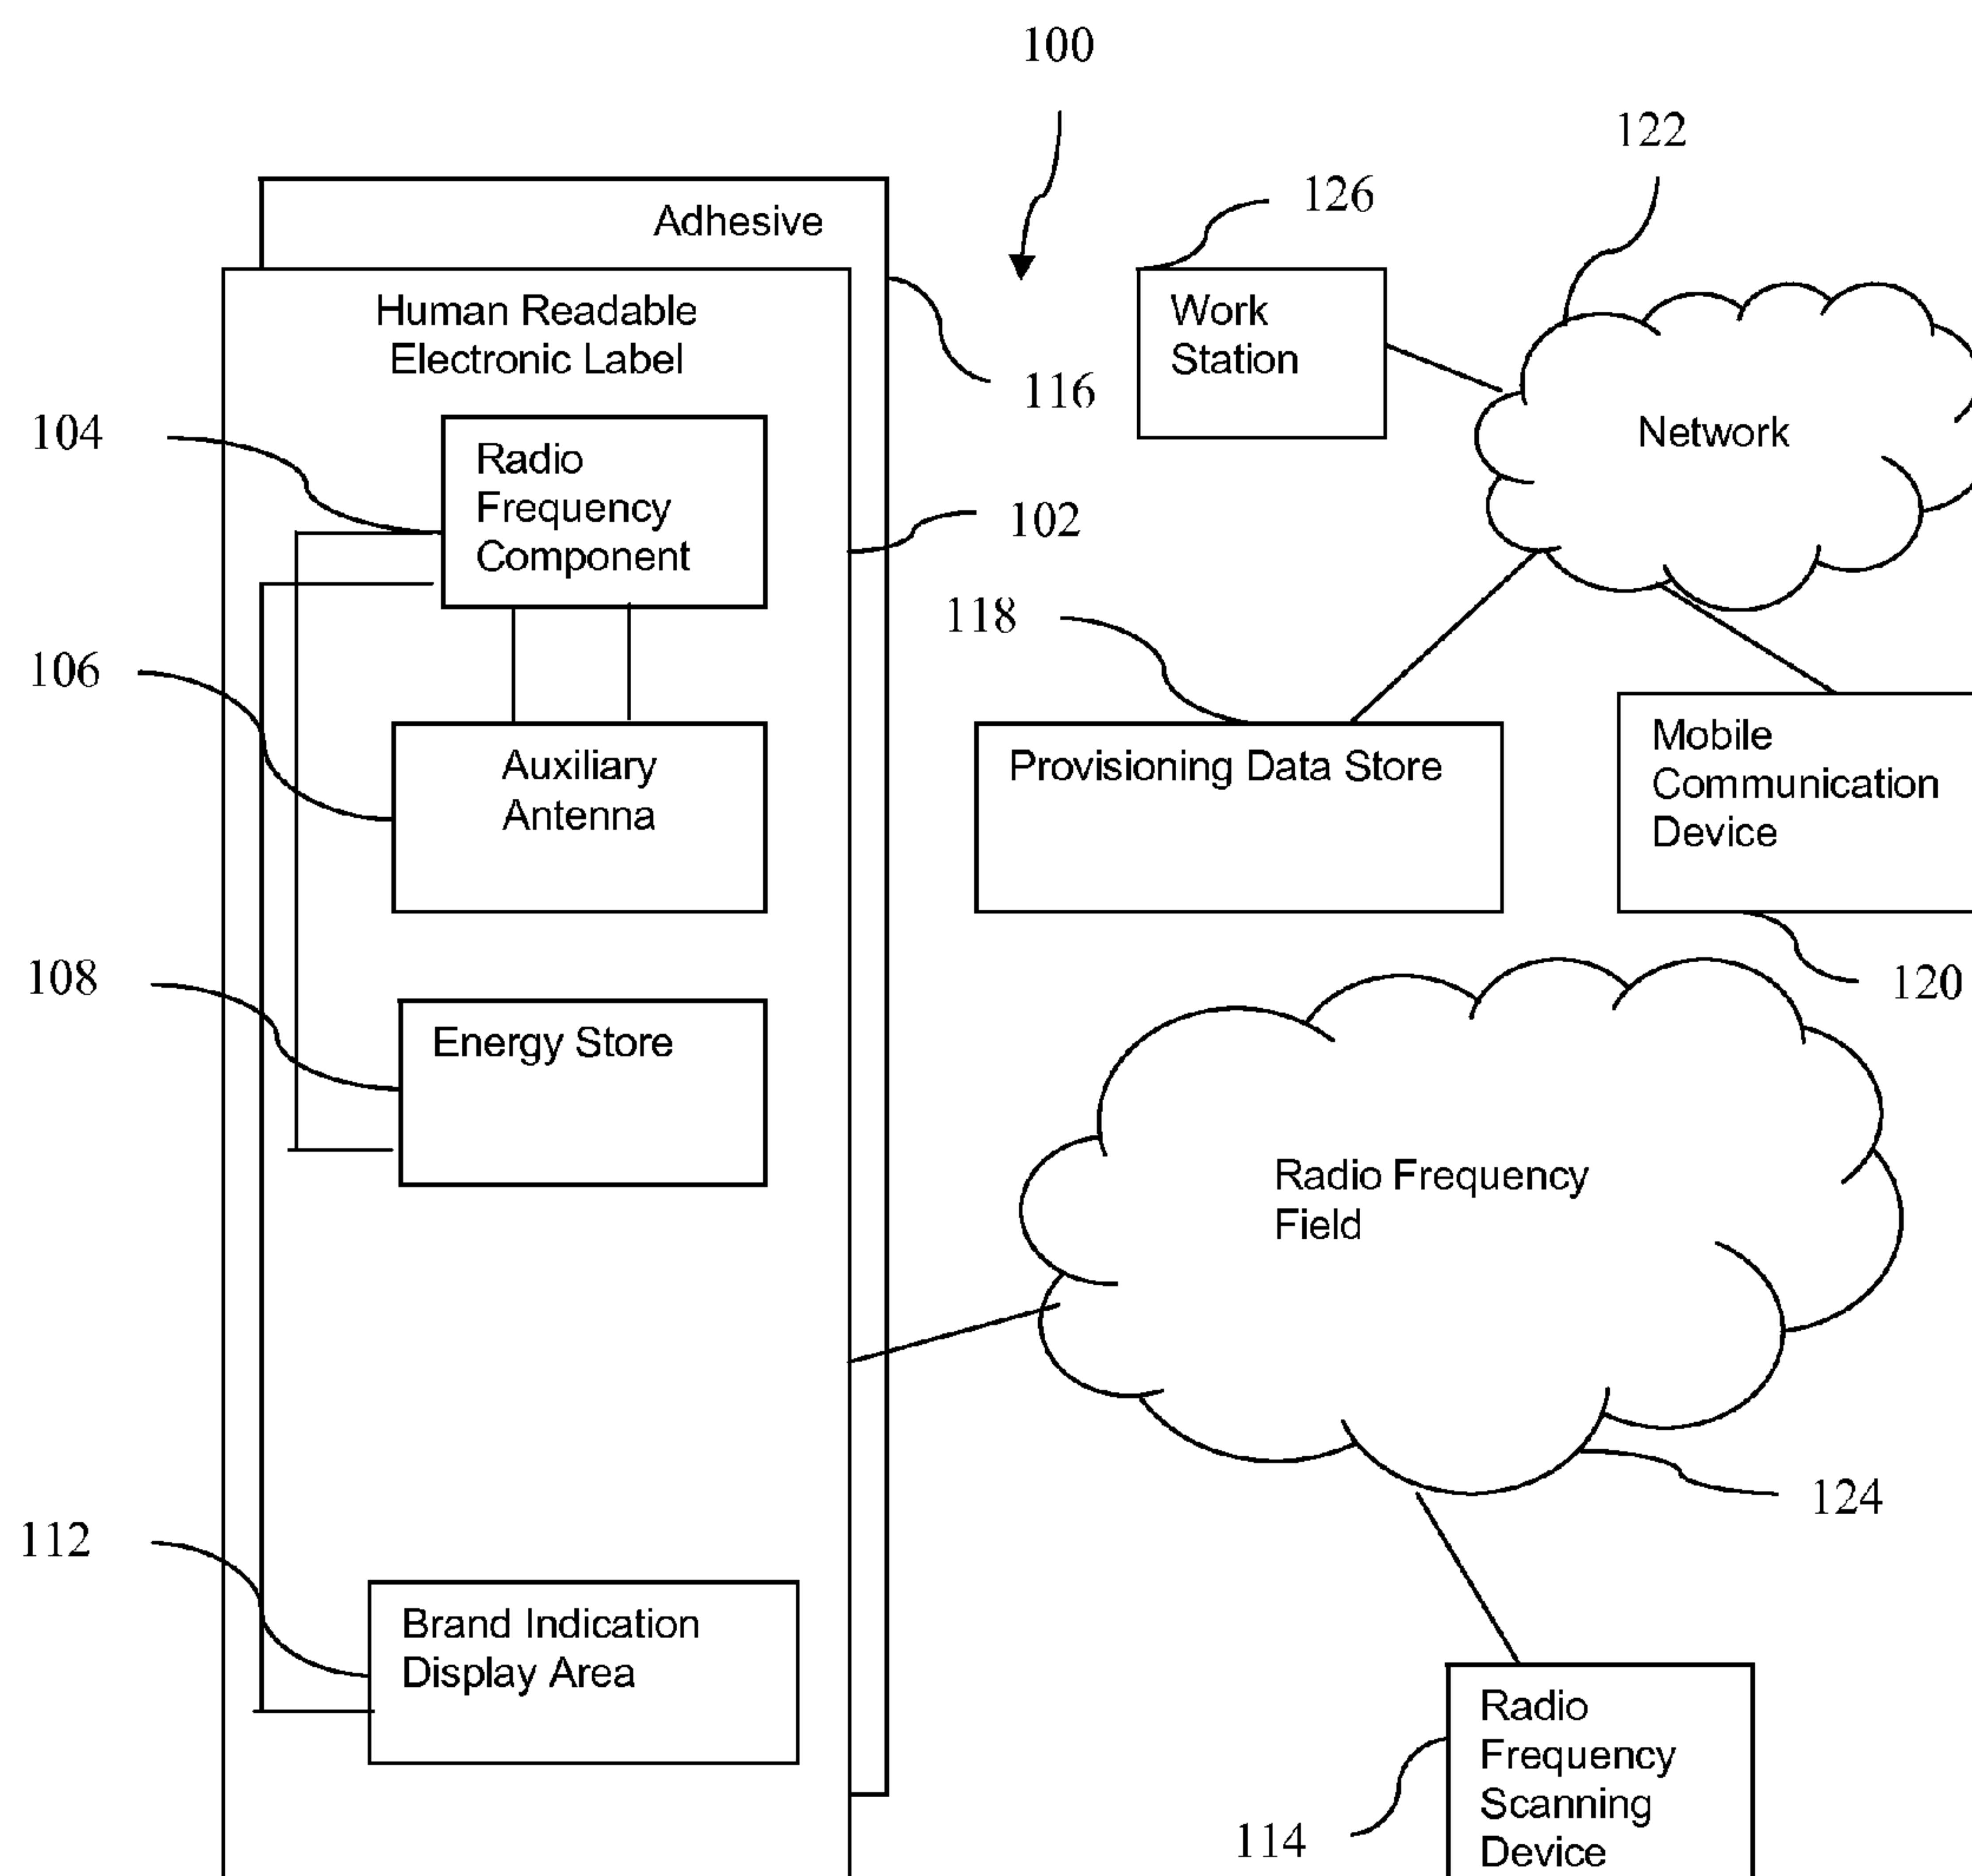 100
122
126
Adhesive
Human Readable
Electronic Label
Work
Station
116
104
Network
Radio
Frequency
Component
102
118
106
Auxiliary
Antenna
Provisioning Data Store
Mobile
Communication
Device
108
120
Energy Store
Radio Frequency
Field
124
112
Brand Indication
Display Area
Radio
Frequency
Scanning
Device
114